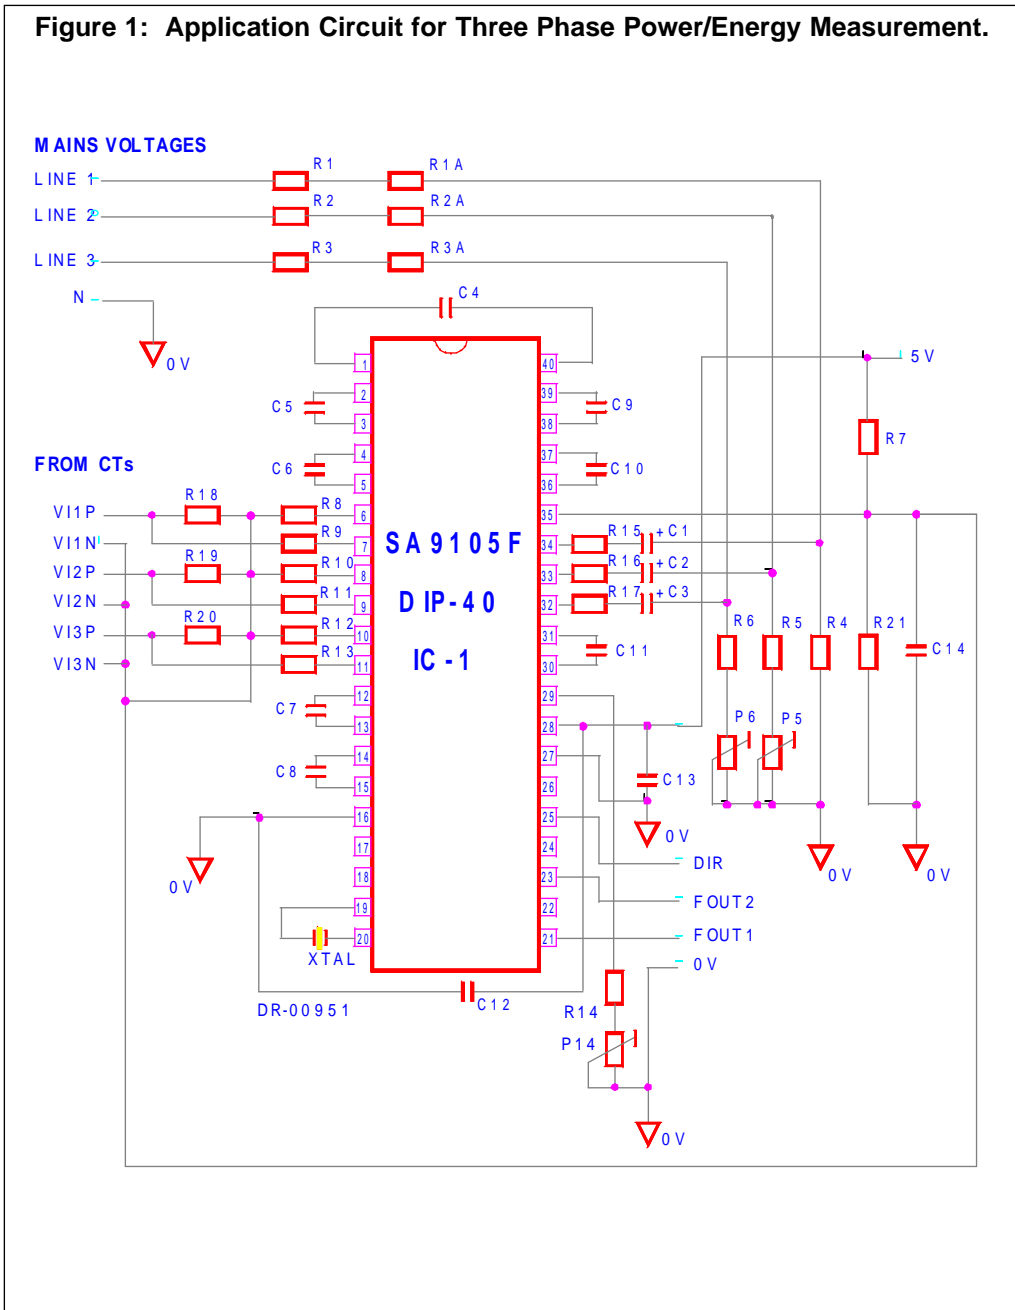 Figure 1: Application Circuit for Three Phase Power/Energy Measurement.
MAINS VOLTAGES
LINE 1
R1
R1A
LINE 2
R2
R2A
LINE 3
R3
R3A
N
0V
C4
1
40
5V
2
39
C5
C9
3
38
R7
4
37
FROM CTs
C6
C10
5
36
R18
VI1P
R8
6
35
R9
R15
+C1
VI1N
7
SA9105F
34
R19
R10
R16
+C2
VI2P
8
33
R11
R17
+C3
VI2N
9
DIP-40
32
R20
R12
VI3P
10
31
R6
R5
R4
R21
R13
C11
C14
VI3N
11
IC-1
30
12
29
C7
13
28
P6
P5
14
27
C8
C13
15
26
16
25
0V
17
24
DIR
0V
0V
0V
18
23
FOUT2
19
22
20
21
FOUT1
XTAL
0V
DR-00951
C12
R14
P14
0V